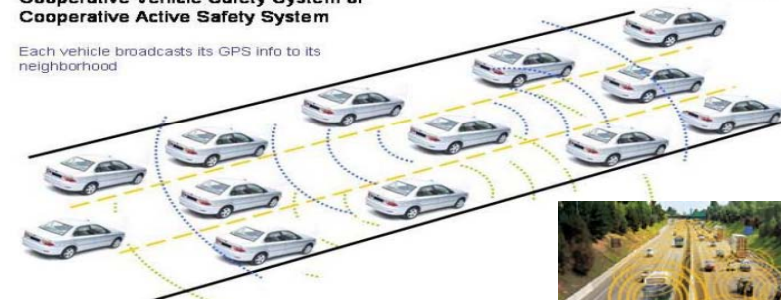 Cooperative Vehicle Safety System or
Cooperative Active Safety System
Each vehicle broadcasts its GPS info to its
neighborhood